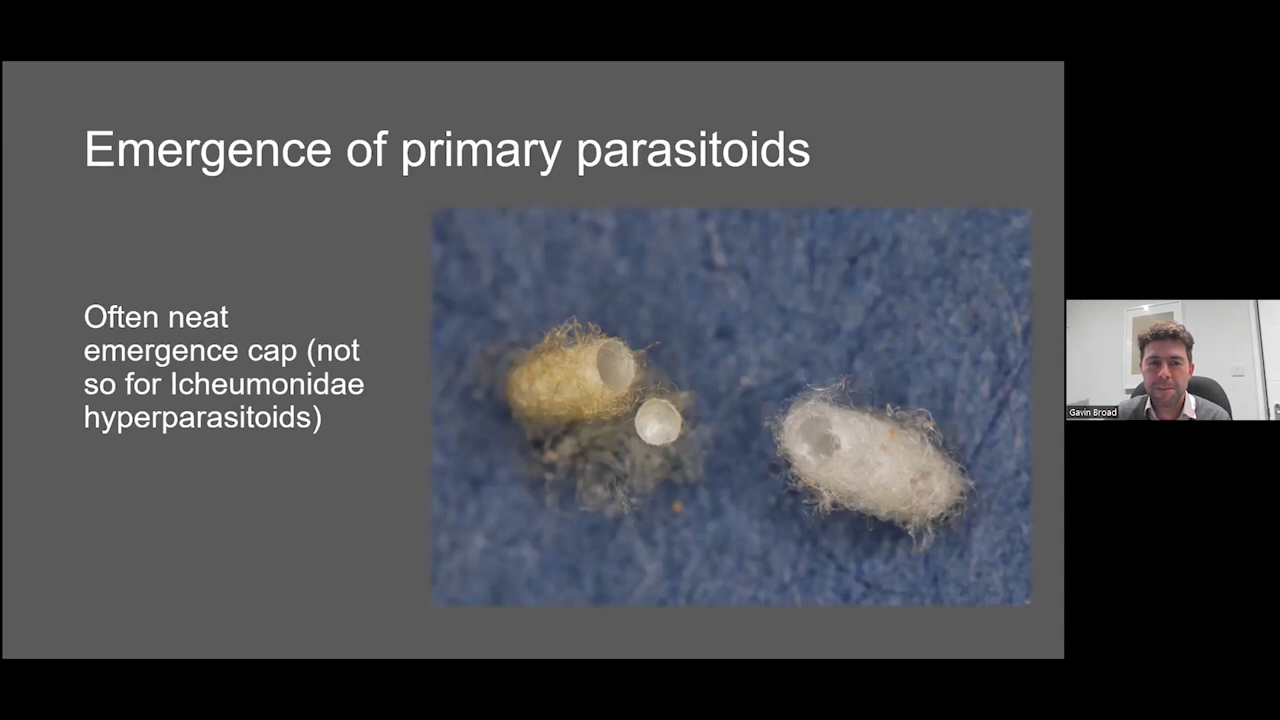 Emergence of primary parasitoids
Often neat
emergence cap (not
so for Icheumonidae
hyperparasitoids)
Gavin Broad